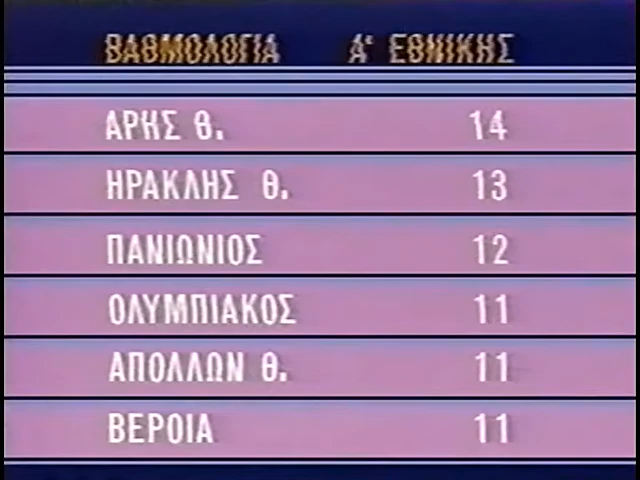 ΒΑΘΜΟΛΟΓΙΑ Α' ΕΘΝΙΚΗΣ
ΑΡΗΣ Θ. 14
ΗΡΑΚΛΗΣ Θ. 13
ΠΑΝΙΩΝΙΟΣ 12
ΟΛΥΜΠΙΑΚΟΣ 11
ΑΠΟΛΛΩΝ Θ. 11
ΒΕΡΟΙΑ 11